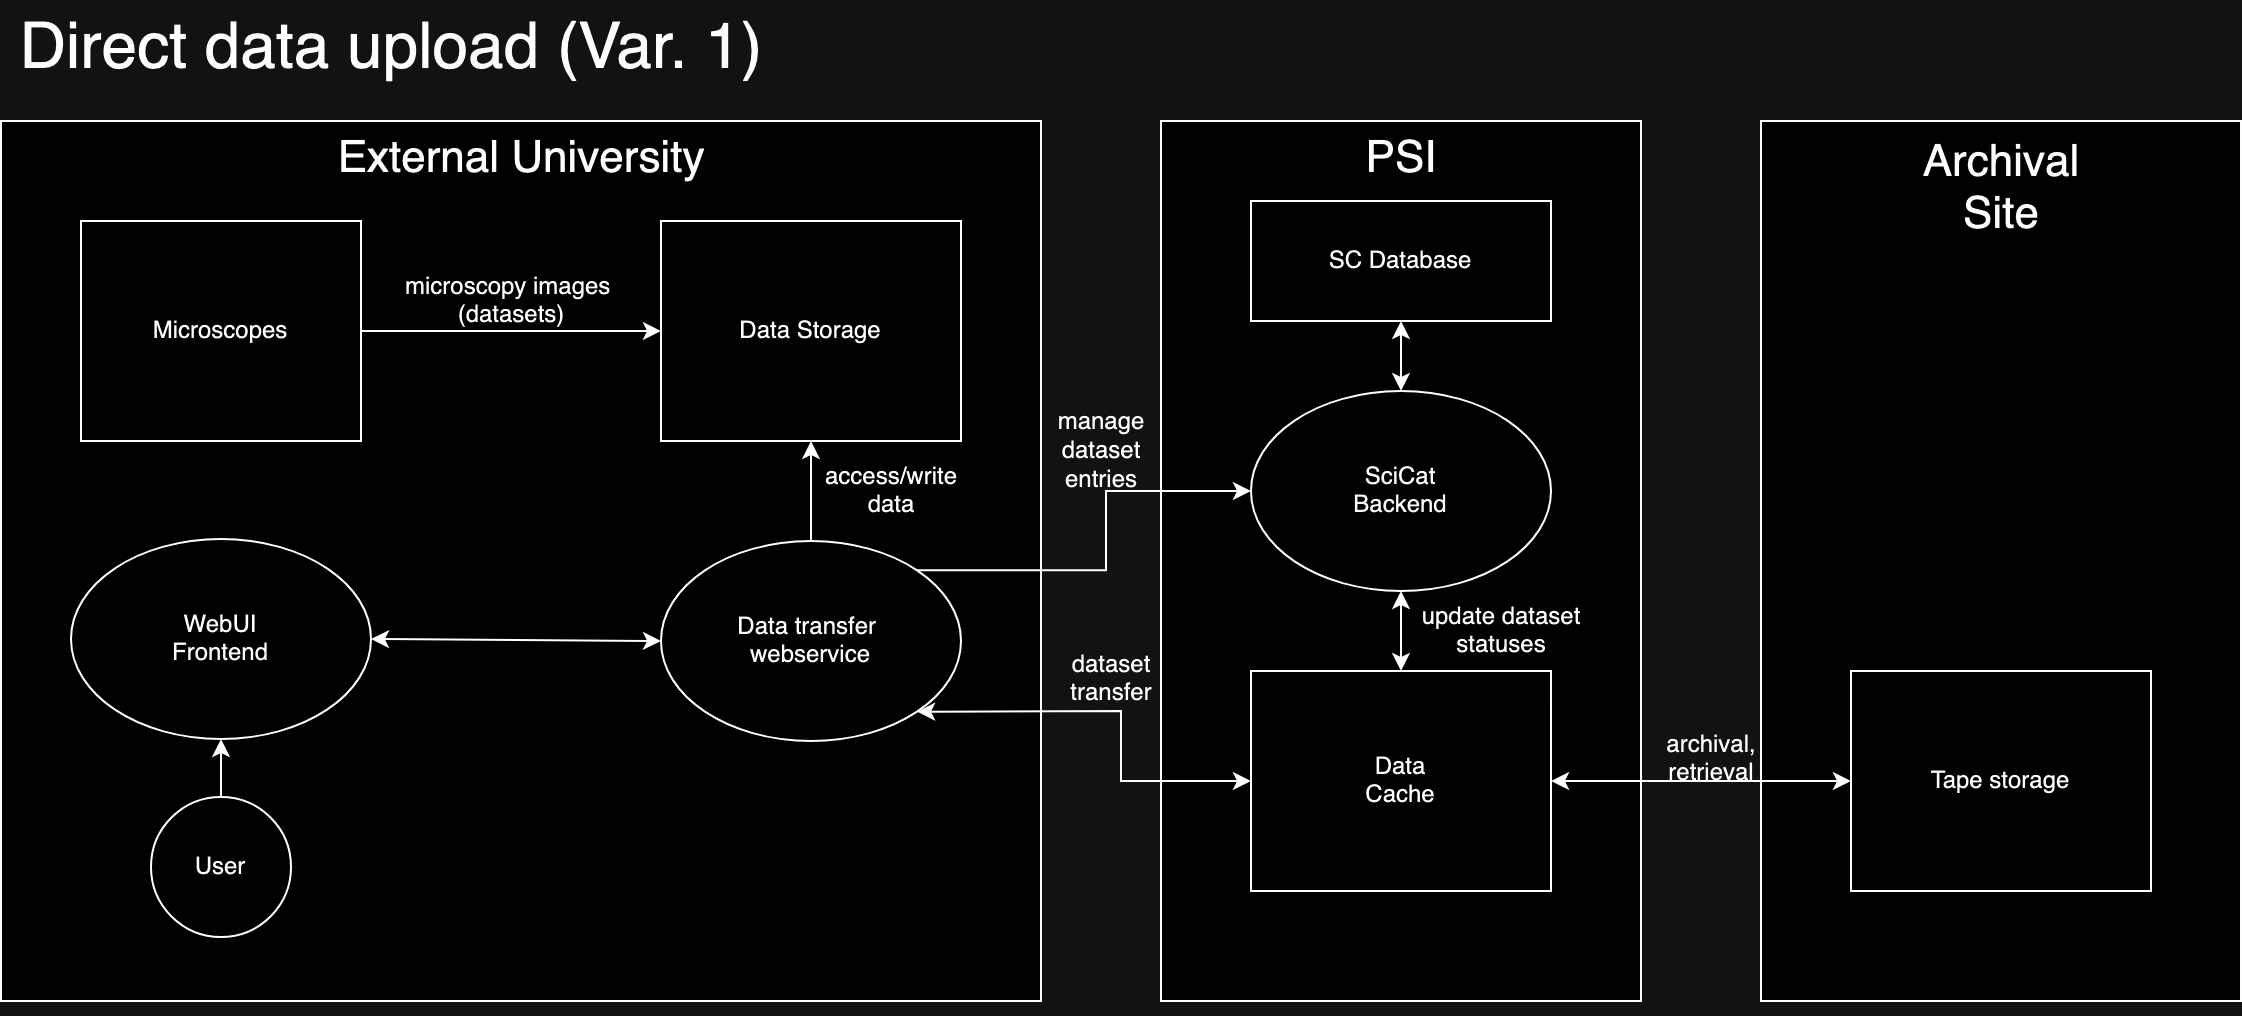 Direct data upload (Var. 1)
External University
Microscopes
microscopy images
(datasets)
Data Storage
access/write
data
WebUI
Frontend
Data transfer
webservice
User
manage
dataset
entries
dataset
transfer
PSI
SC Database
SciCat
Backend
update dataset
statuses
Data
Cache
archival,
retrieval
Archival
Site
Tape storage